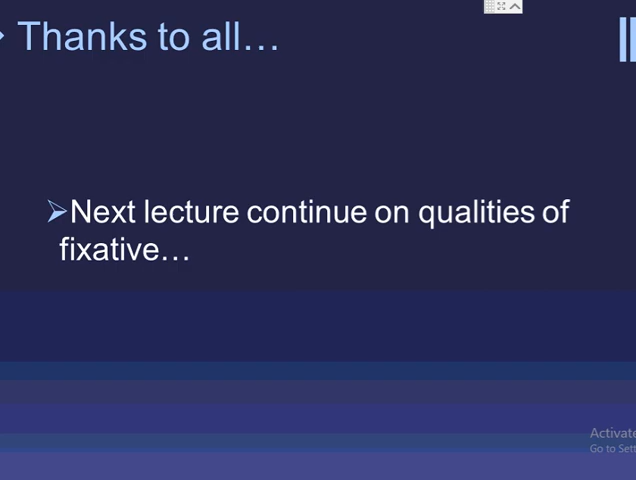 Thanks to all…
➢Next lecture continue on qualities of
fixative…
Activate
Go to Sett